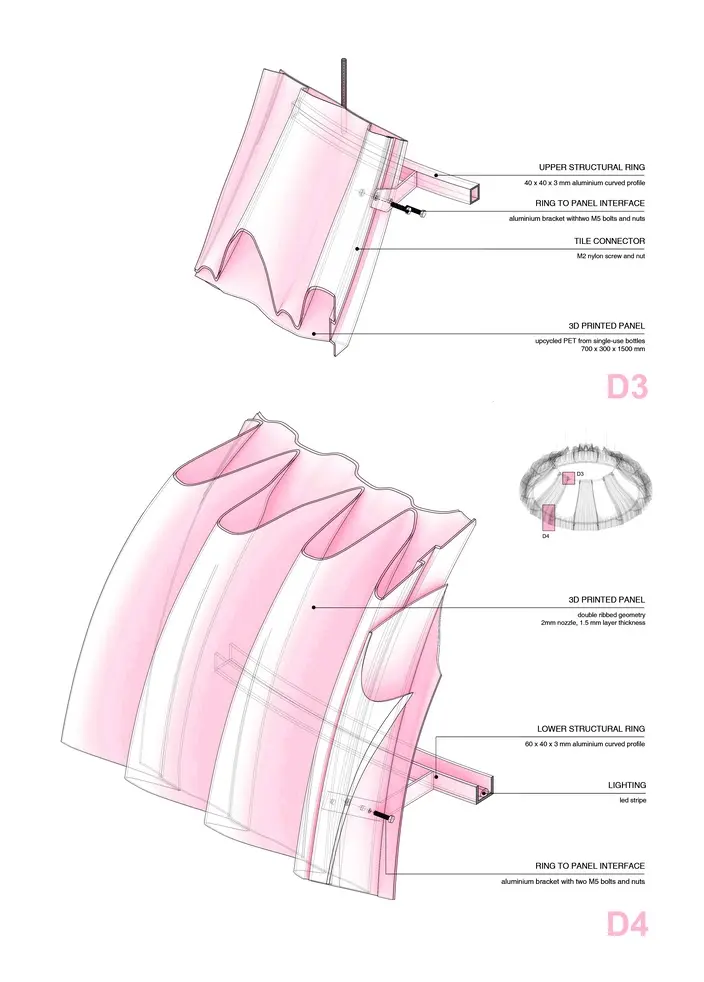 UPPER STRUCTURAL RING
40 x 40 x 3 mm aluminium curved profile
RING TO PANEL INTERFACE
aluminium bracket withtwo M5 bolts and nuts
TILE CONNECTOR
M2 nylon screw and nut
3D PRINTED PANEL
upcycled PET from single-use bottles
700 x 300 x 1500 mm
D3
D3
D4
3D PRINTED PANEL
double ribbed geometry
2mm nozzle, 1.5 mm layer thickness
LOWER STRUCTURAL RING
60 x 40 x 3 mm aluminium curved profile
LIGHTING
led stripe
RING TO PANEL INTERFACE
aluminium bracket with two M5 bolts and nuts
D4